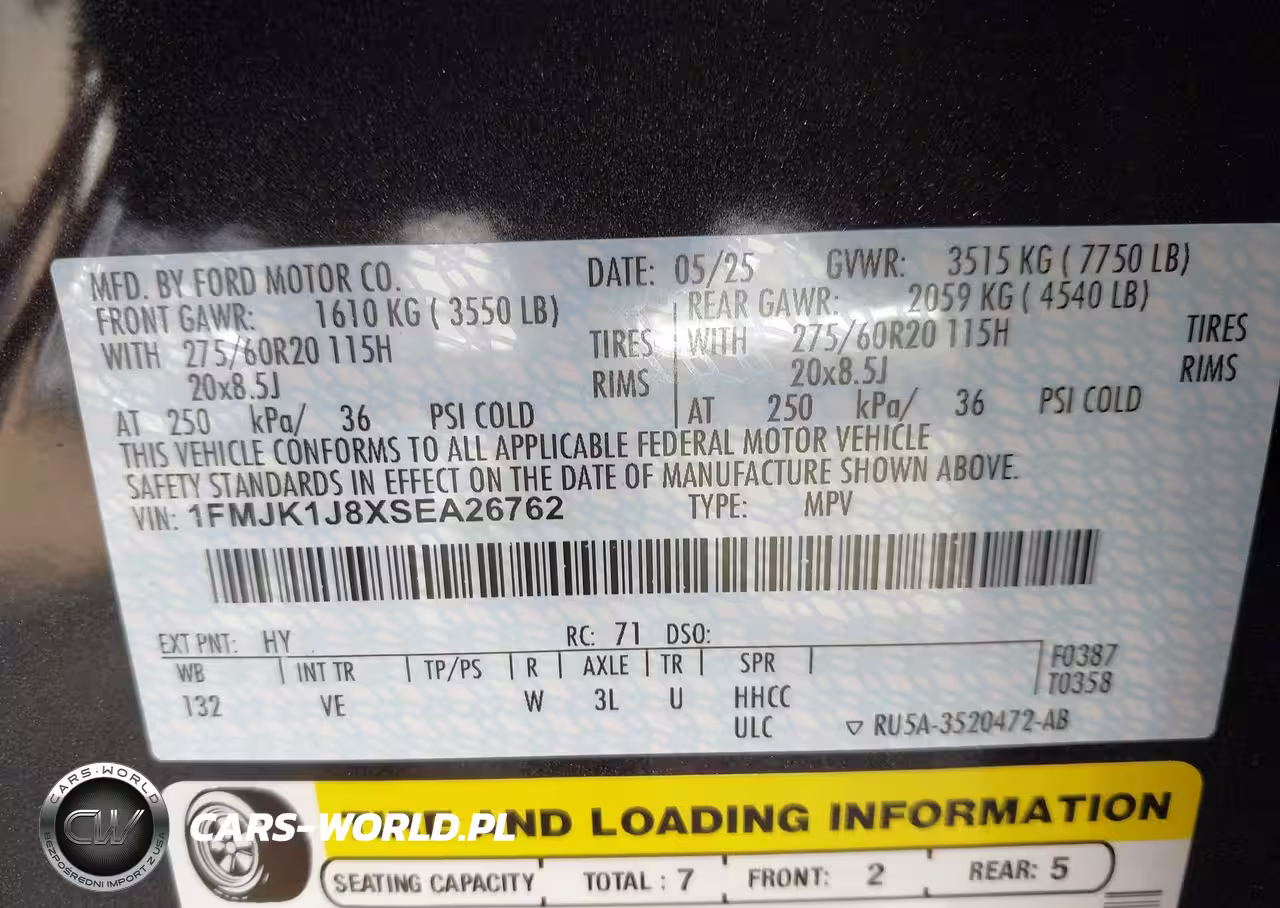 MFD. BY FORD MOTOR CO. DATE: 05/25 GVWR: 3515 KG ( 7750 LB)
FRONT GAWR: 1610 KG ( 3550 LB) REAR GAWR: 2059 KG ( 4540 LB)
WITH 275/60R20 115H TIRES WITH 275/60R20 115H TIRES
20x8.5J RIMS 20x8.5J RIMS
AT 250 kPa/ 36 PSI COLD AT 250 kPa/ 36 PSI COLD
THIS VEHICLE CONFORMS TO ALL APPLICABLE FEDERAL MOTOR VEHICLE
SAFETY STANDARDS IN EFFECT ON THE DATE OF MANUFACTURE SHOWN ABOVE.
VIN: 1FMJK1J8XSEA26762 TYPE: MPV
EXT PNT: HY RC: 71 DSO:
WB INT TR TP/PS R AXLE TR SPR F0387
132 VE W 3L U HHCC T0358
ULC RU5A-3520472-AB
AND LOADING INFORMATION
SEATING CAPACITY TOTAL : 7 FRONT: 2 REAR: 5
CARS-WORLD.PL
CARS-WORLD
CW
BEZPOŚREDNI IMPORT Z USA